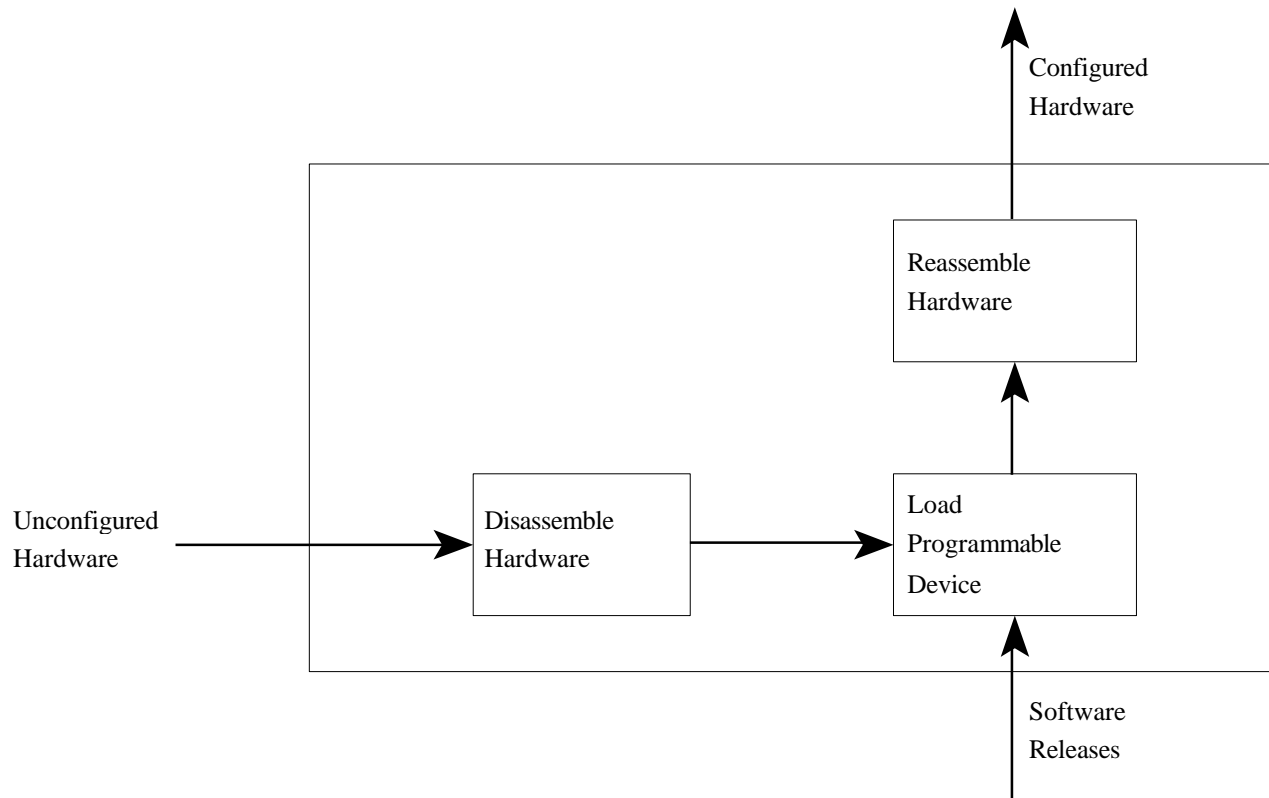 Configured
Hardware
Reassemble
Hardware
Unconfigured
Hardware
Disassemble
Hardware
Load
Programmable
Device
Software
Releases